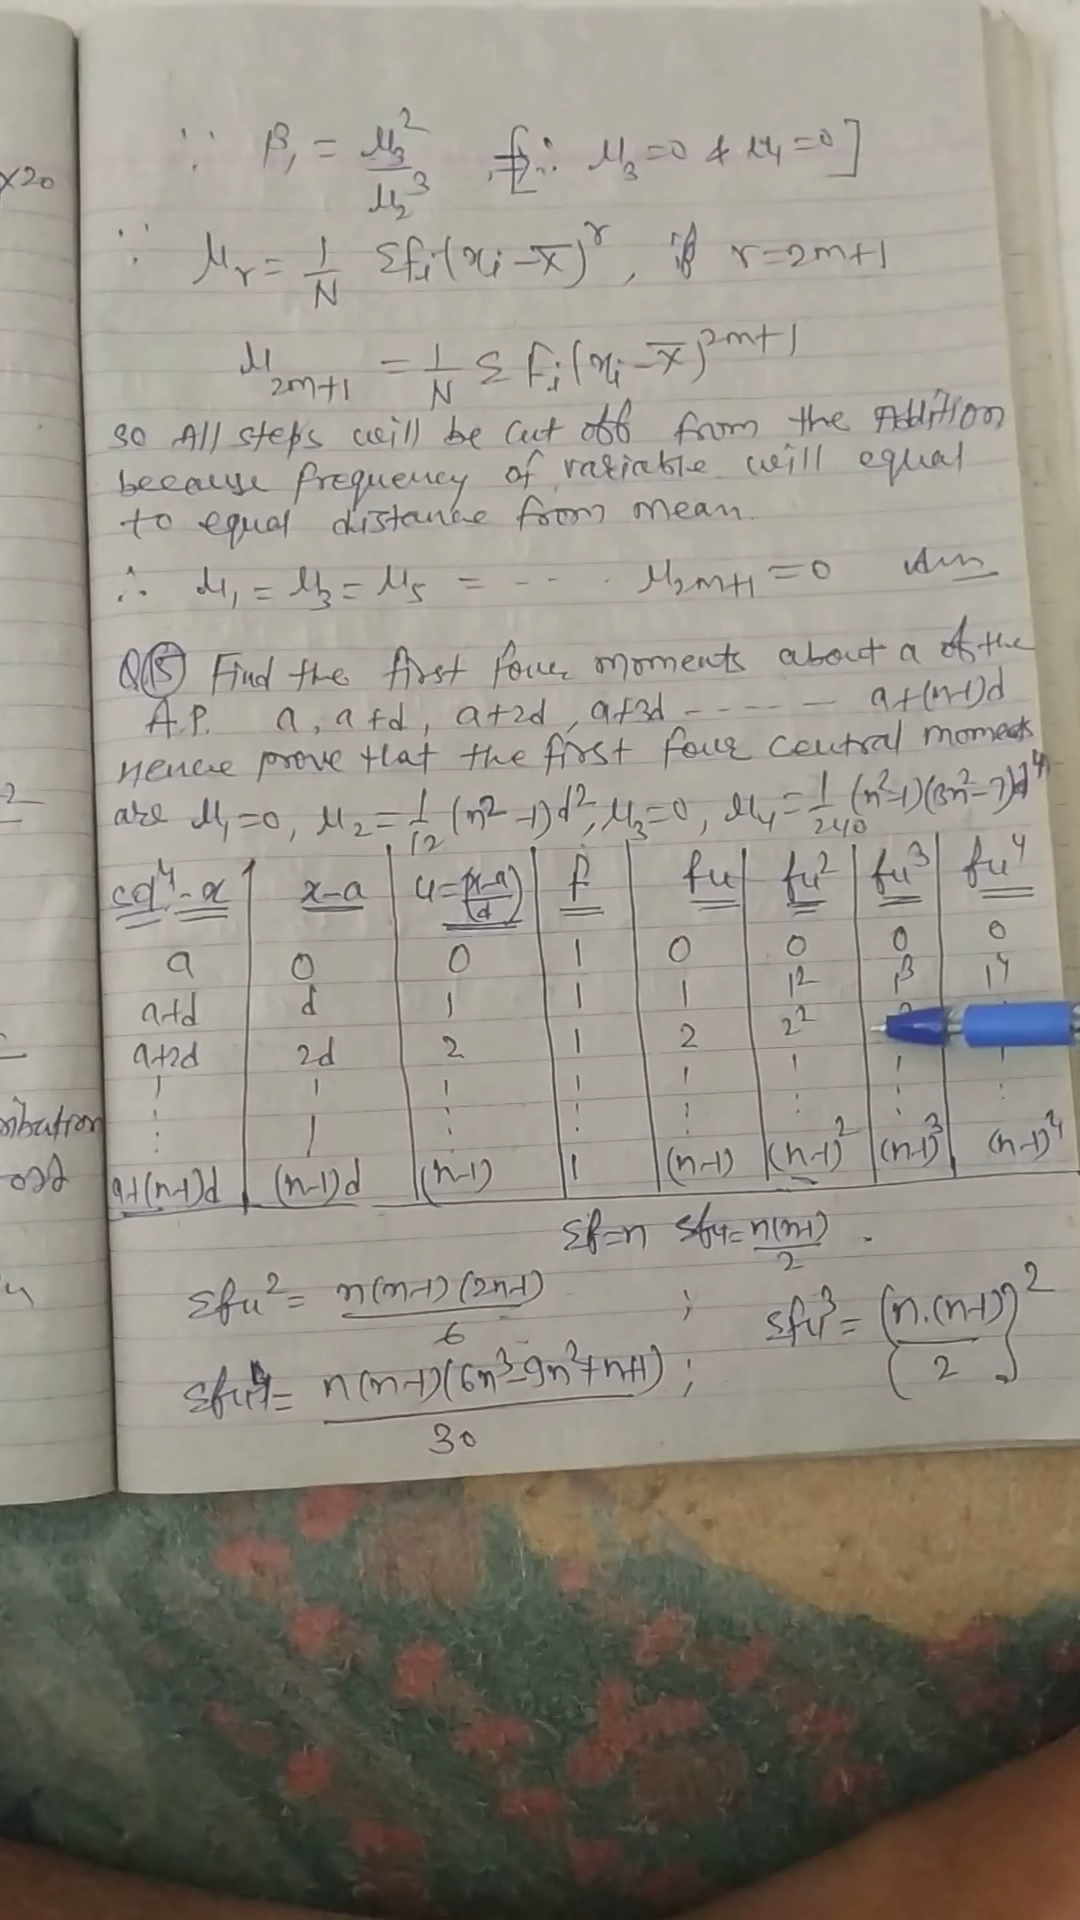 x20
∵ β₁ = μ₃²/μ₂³ , [∵ μ₃=0 & μ₁=0]
∵ μᵣ = 1/N Σfᵢ(xᵢ-x̄)ʳ, if r=2m+1
μ₂ₘ₊₁ = 1/N Σ fᵢ(xᵢ-x̄)²ᵐ⁺¹
so All steps will be cut off from the Addition
because frequency of variable will equal
to equal distance from mean.
∴ μ₁ = μ₃ = μ₅ = -- . μ₂ₘ₊₁ = 0 Ans
Q(15) Find the first four moments about a of the
A.P. a, a+d, a+2d, a+3d ----- a+(n-1)d
Hence prove that the first four central moments
are μ₁=0, μ₂=1/12 (n²-1)d², μ₃=0, μ₄=1/240 (n²-1)(3n²-7)d⁴
x | x-a | u=(x-a)/d | f | fu | fu² | fu³ | fu⁴
a | 0 | 0 | 1 | 0 | 0 | 0 | 0
a+d | d | 1 | 1 | 1 | 1² | 1³ | 1⁴
a+2d | 2d | 2 | 1 | 2 | 2²
a+(n-1)d | (n-1)d | (n-1) | 1 | (n-1) | (n-1)² | (n-1)³ | (n-1)⁴
Σf=n Σfu=n(n-1)/2 .
Σfu² = n(n-1)(2n-1)/6 ; Σfu³ = (n.(n-1)/2)²
Σfu⁴ = n(n-1)(6n³-9n²+n+1)/30 ;